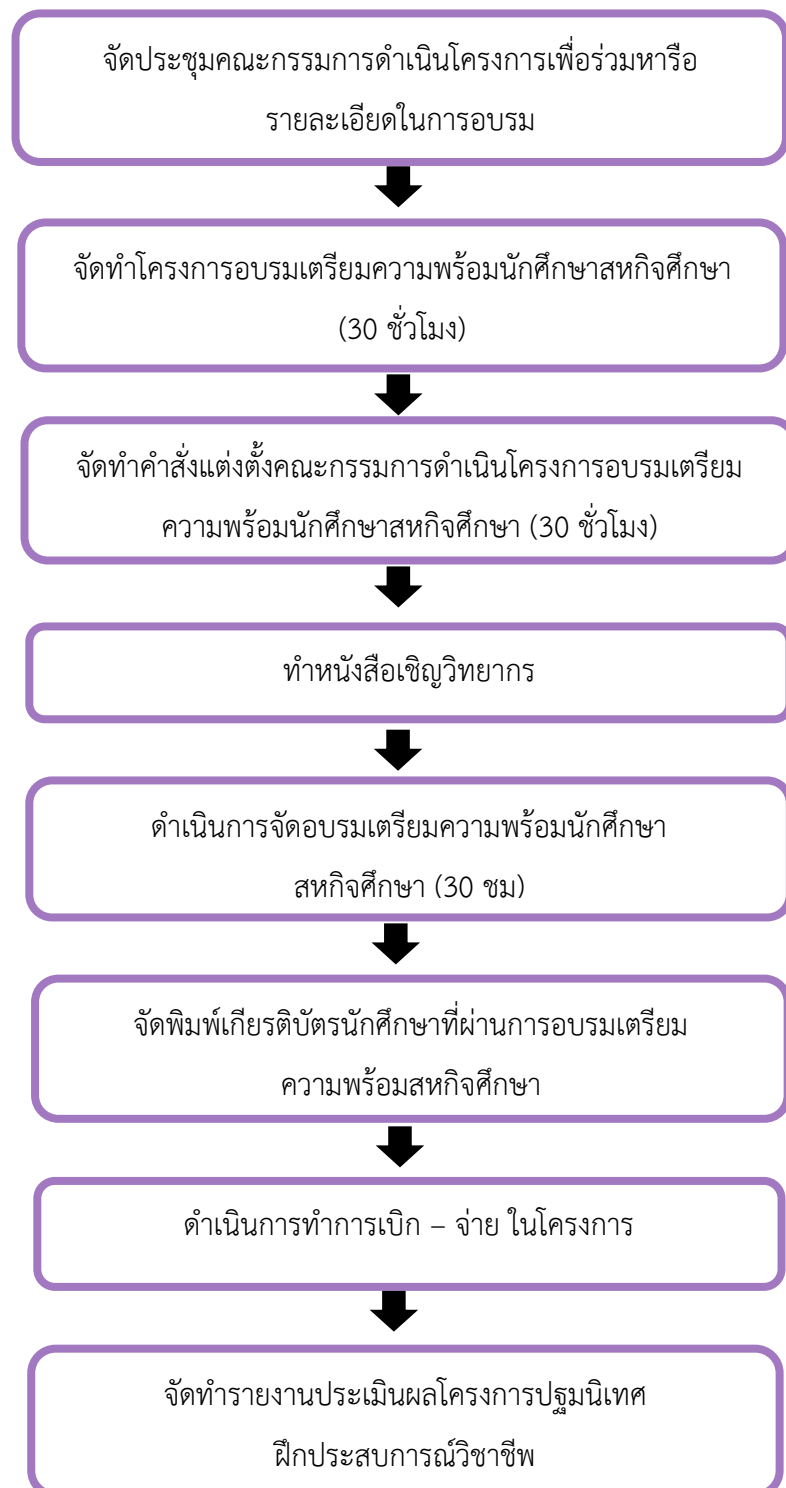 จัดประชุมคณะกรรมการดำเนินโครงการเพื่อร่วมหารือ
รายละเอียดในการอบรม
จัดทำโครงการอบรมเตรียมความพร้อมนักศึกษาสหกิจศึกษา
(30 ชั่วโมง)
จัดทำคำสั่งแต่งตั้งคณะกรรมการดำเนินโครงการอบรมเตรียม
ความพร้อมนักศึกษาสหกิจศึกษา (30 ชั่วโมง)
ทำหนังสือเชิญวิทยากร
ดำเนินการจัดอบรมเตรียมความพร้อมนักศึกษา
สหกิจศึกษา (30 ชม)
จัดพิมพ์เกียรติบัตรนักศึกษาที่ผ่านการอบรมเตรียม
ความพร้อมสหกิจศึกษา
ดำเนินการทำการเบิก – จ่าย ในโครงการ
จัดทำรายงานประเมินผลโครงการปฐมนิเทศ
ฝึกประสบการณ์วิชาชีพ